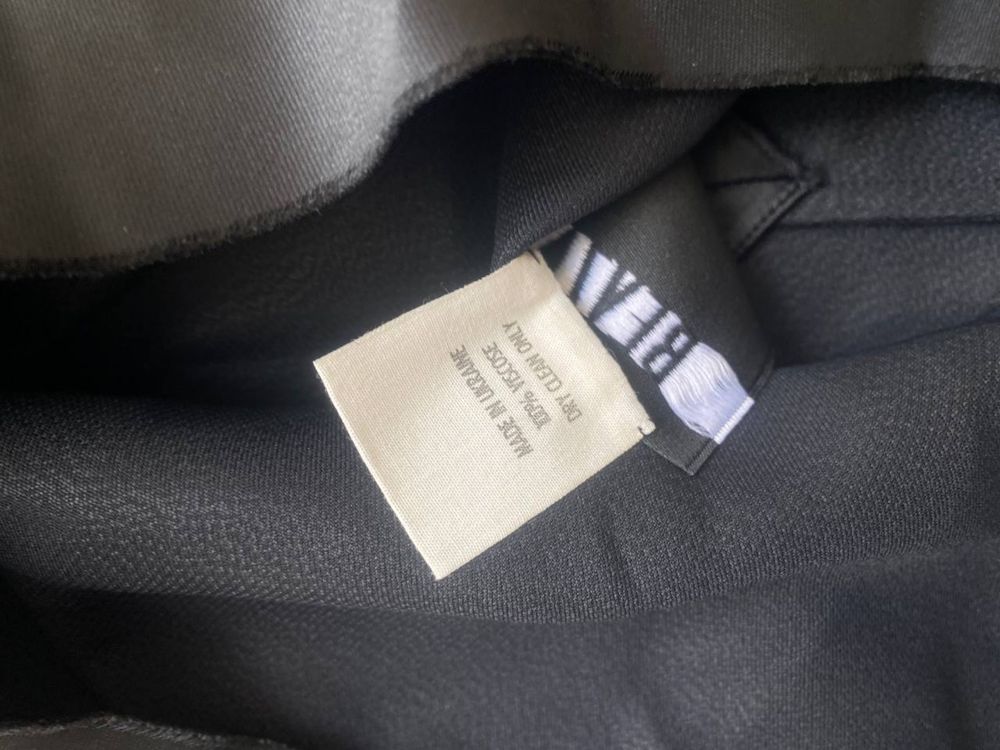 MADE IN UKRAINE
100% VISCOSE
DRY CLEAN ONLY